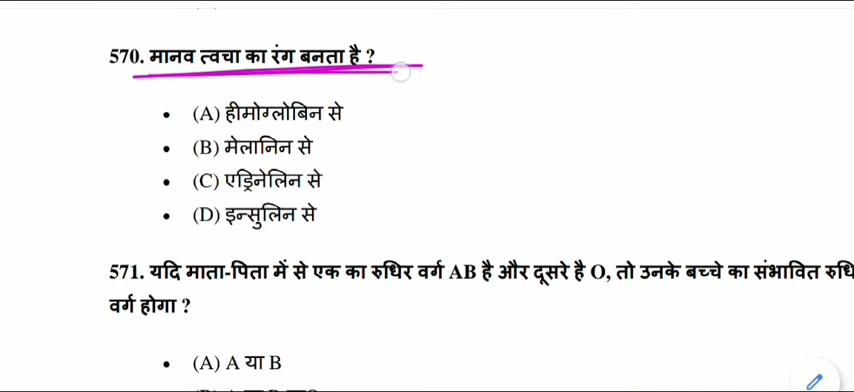 570. मानव त्वचा का रंग बनता है ?
• (A) हीमोग्लोबिन से
• (B) मेलानिन से
• (C) एड्रिनेलिन से
• (D) इन्सुलिन से
571. यदि माता-पिता में से एक का रुधिर वर्ग AB है और दूसरे है O, तो उनके बच्चे का संभावित रुधि
वर्ग होगा ?
• (A) A या B